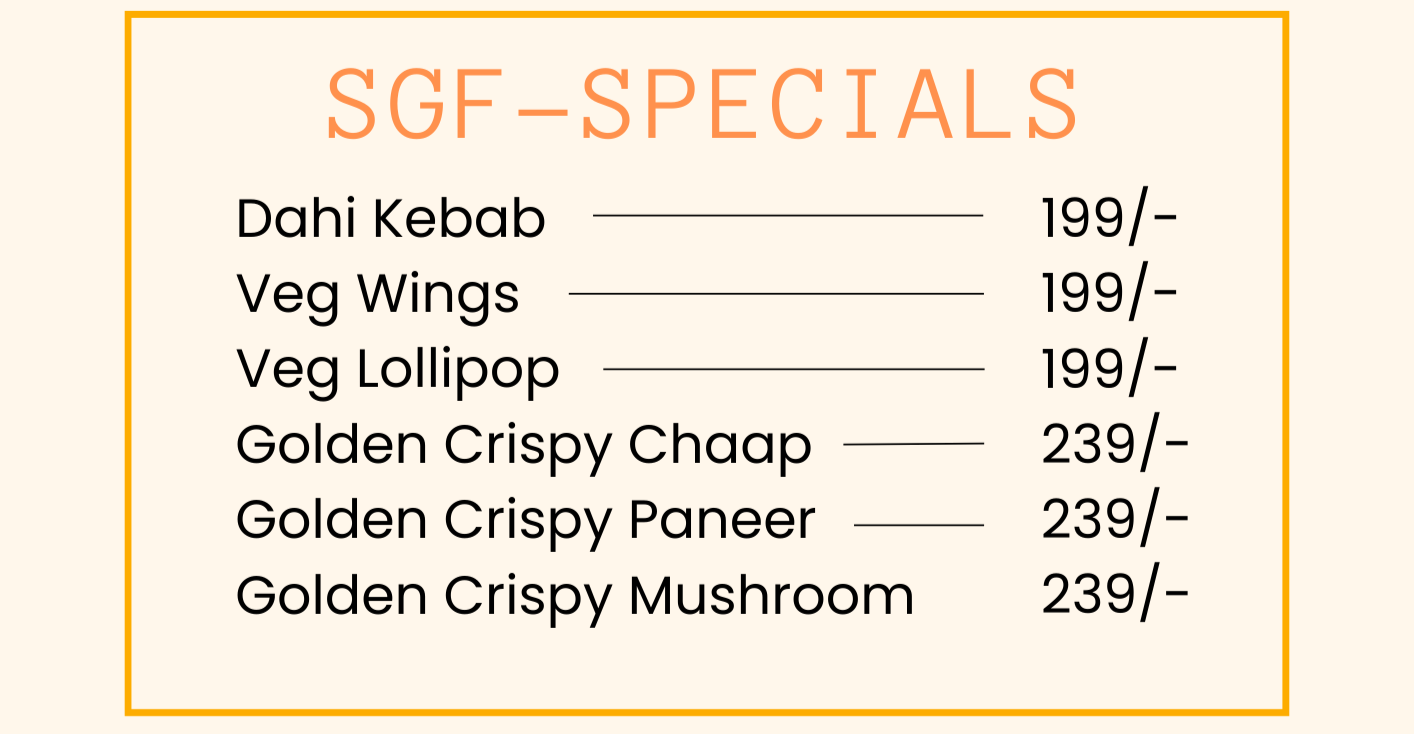 SGF-SPECIALS
Dahi Kebab 199/-
Veg Wings 199/-
Veg Lollipop 199/-
Golden Crispy Chaap 239/-
Golden Crispy Paneer 239/-
Golden Crispy Mushroom 239/-